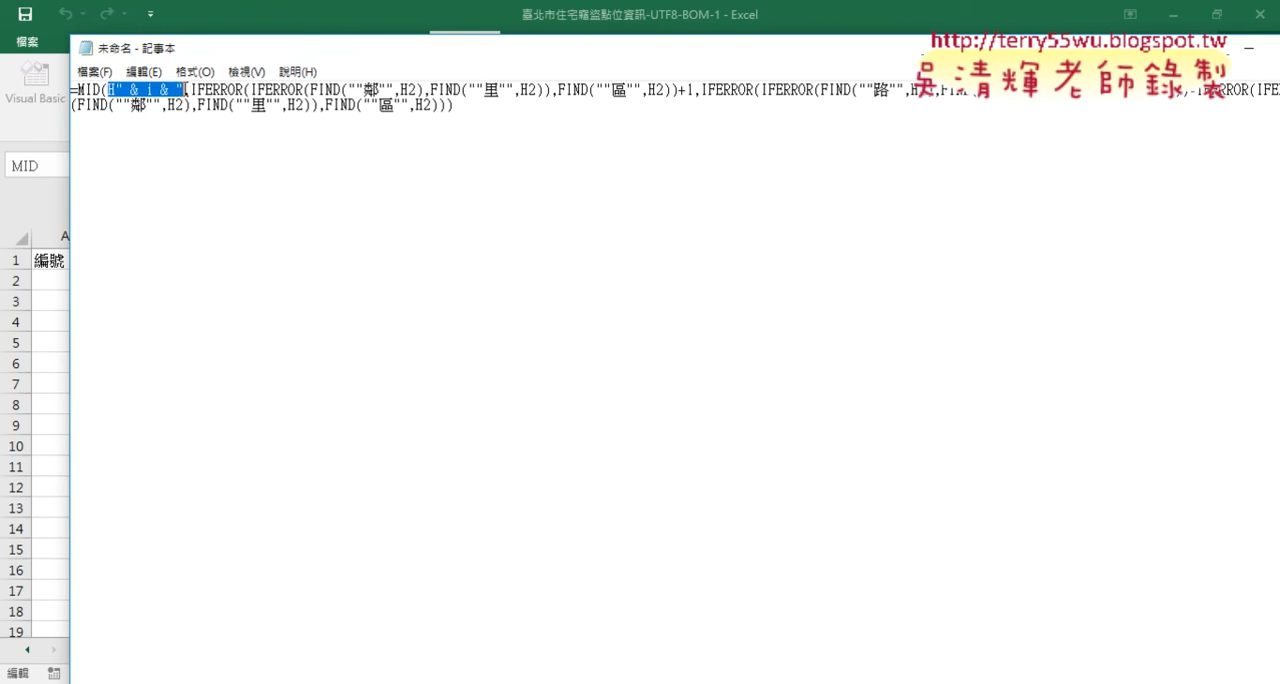 臺北市住宅竊盜點位資訊-UTF8-BOM-1 - Excel
檔案
http://terry55wu.blogspot.tw
未命名 - 記事本
吳清輝老師錄製
檔案(F) 編輯(E) 格式(O) 檢視(V) 說明(H)
=MID(H" & i & ",IFERROR(IFERROR(FIND(""鄰"",H2),FIND(""里"",H2)),FIND(""區"",H2))+1,IFERROR(IFERROR(FIND(""路"",H
(FIND(""鄰"",H2),FIND(""里"",H2)),FIND(""區"",H2)))
Visual Basic
MID
A
1 編號
2
3
4
5
6
7
8
9
10
11
12
13
14
15
16
17
18
19
編輯